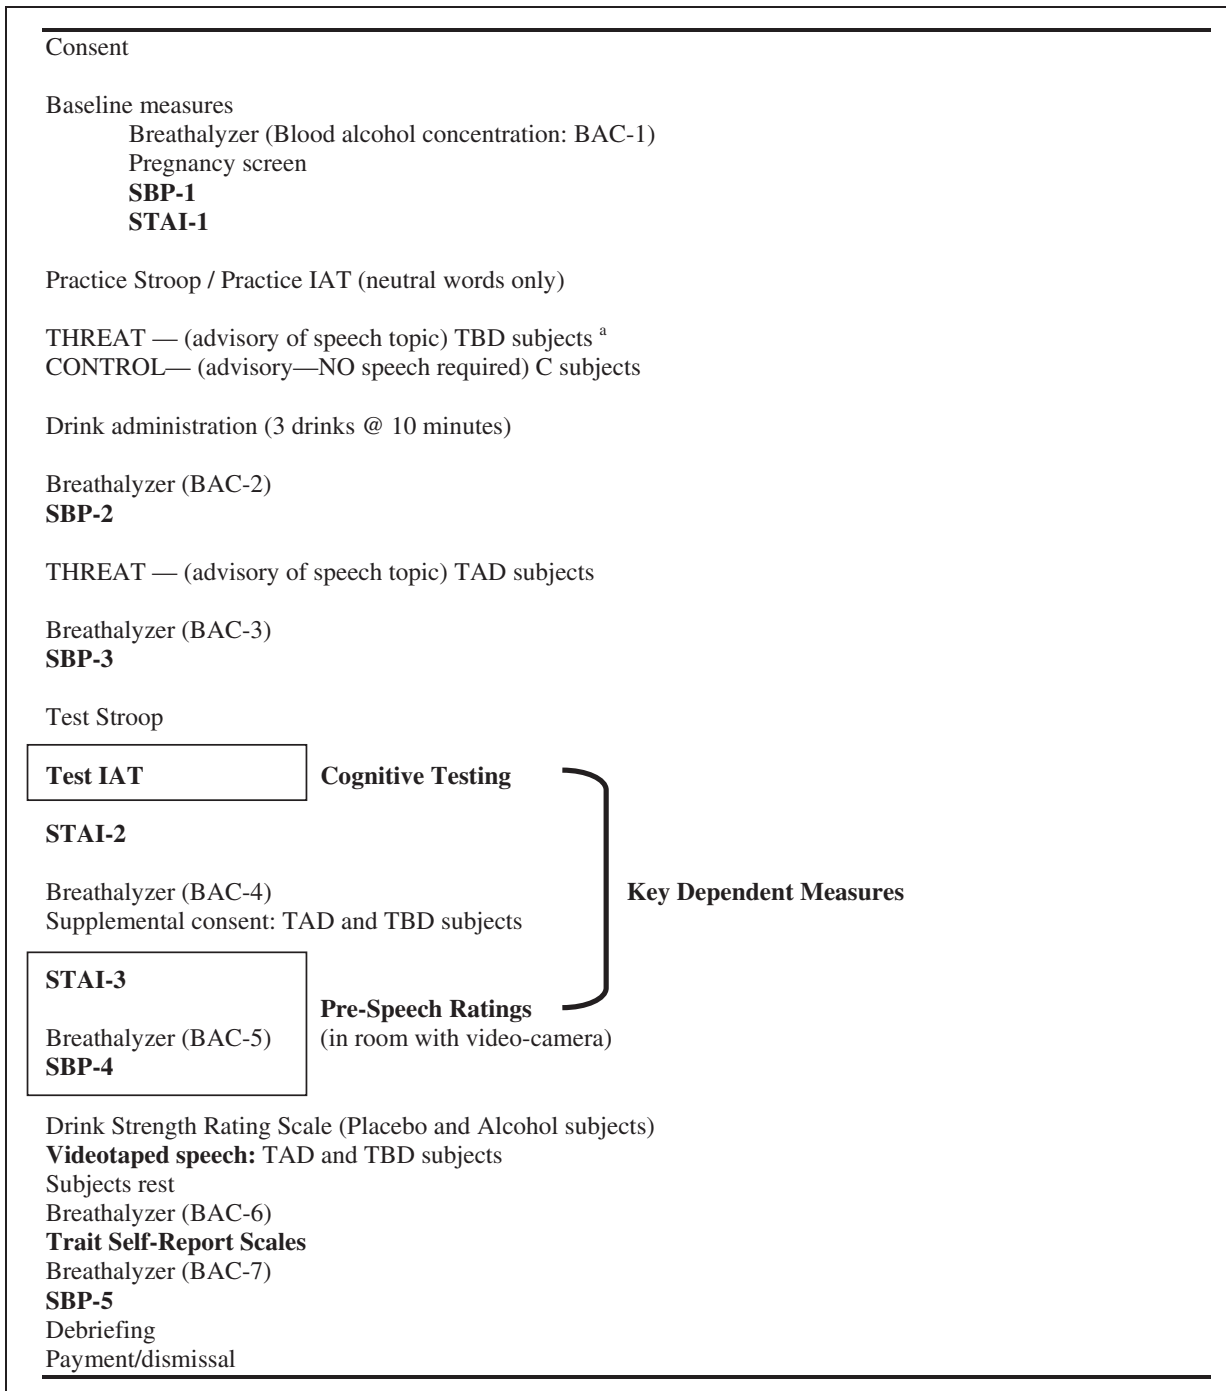 Consent
Baseline measures
Breathalyzer (Blood alcohol concentration: BAC-1)
Pregnancy screen
SBP-1
STAI-1
Practice Stroop / Practice IAT (neutral words only)
THREAT — (advisory of speech topic) TBD subjects a
CONTROL— (advisory—NO speech required) C subjects
Drink administration (3 drinks @ 10 minutes)
Breathalyzer (BAC-2)
SBP-2
THREAT — (advisory of speech topic) TAD subjects
Breathalyzer (BAC-3)
SBP-3
Test Stroop
Test IAT Cognitive Testing
STAI-2
Breathalyzer (BAC-4) Key Dependent Measures
Supplemental consent: TAD and TBD subjects
STAI-3
Pre-Speech Ratings
Breathalyzer (BAC-5) (in room with video-camera)
SBP-4
Drink Strength Rating Scale (Placebo and Alcohol subjects)
Videotaped speech: TAD and TBD subjects
Subjects rest
Breathalyzer (BAC-6)
Trait Self-Report Scales
Breathalyzer (BAC-7)
SBP-5
Debriefing
Payment/dismissal